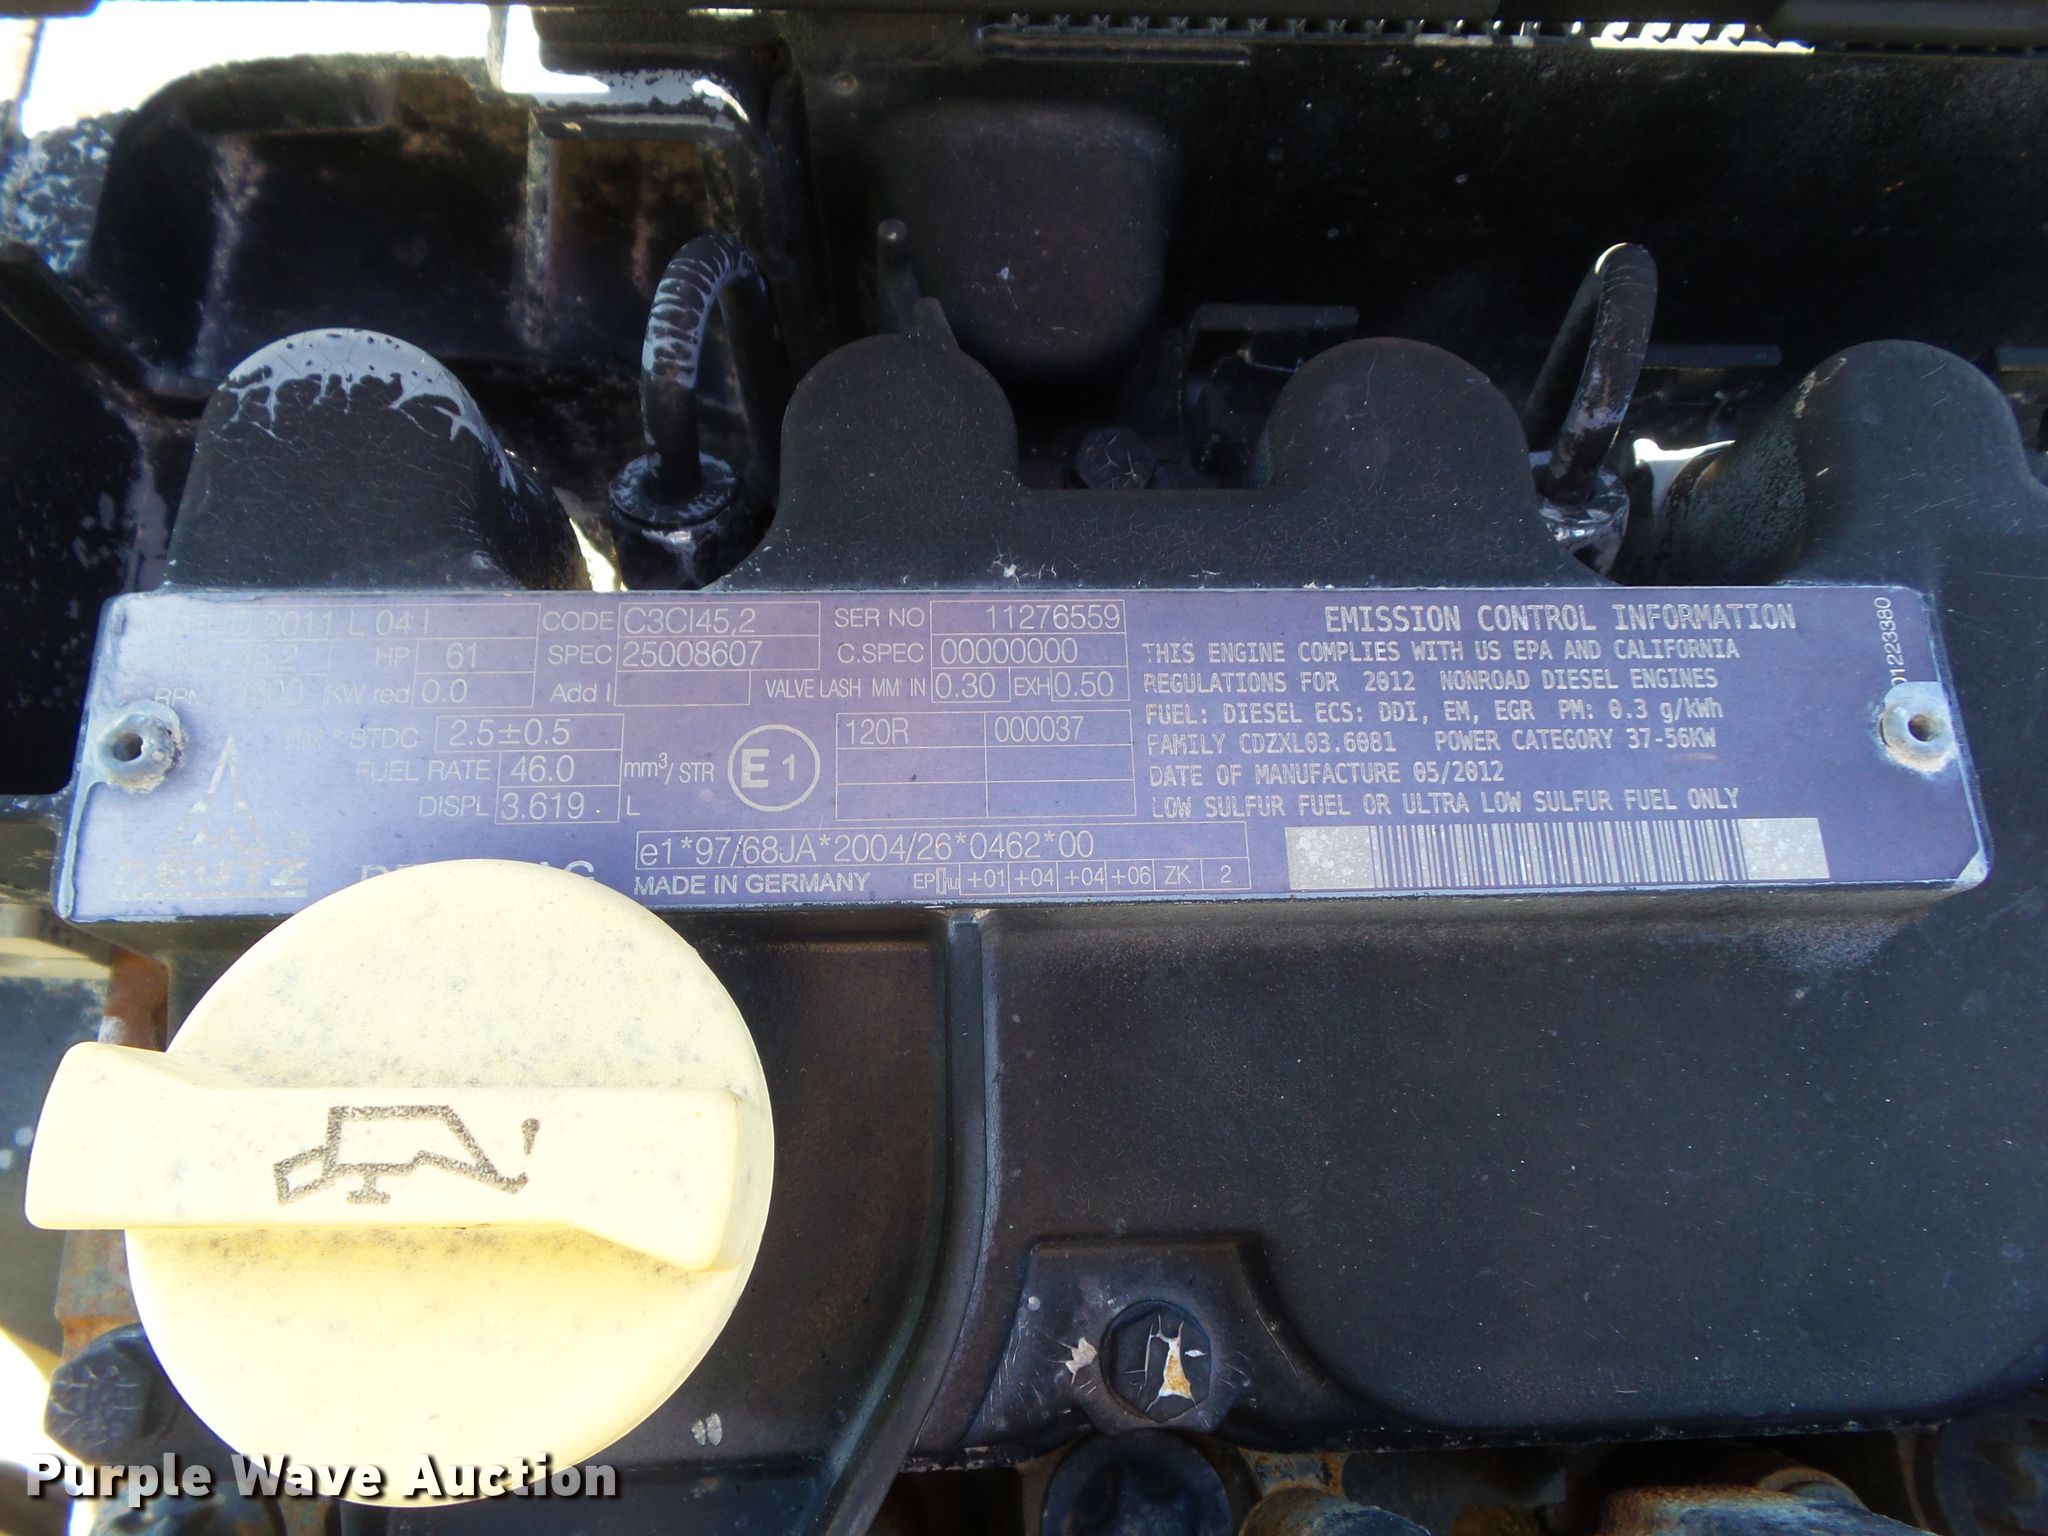 2011 L 04 I CODE C3CI45,2 SER NO 11276559
45,2 HP 61 SPEC 25008607 C.SPEC 00000000
KW red 0.0 Add I VALVE LASH MM IN 0.30 EXH 0.50
° BTDC 2.5±0.5 120R 000037
FUEL RATE 46.0 mm³/ STR E 1
DISPL 3.619 L
e1*97/68JA*2004/26*0462*00
DEUTZ
MADE IN GERMANY EP +01 +04 +04 +06 ZK 2
EMISSION CONTROL INFORMATION
THIS ENGINE COMPLIES WITH US EPA AND CALIFORNIA
REGULATIONS FOR 2012 NONROAD DIESEL ENGINES
FUEL: DIESEL ECS: DDI, EM, EGR PM: 0.3 g/kWh
FAMILY CDZXL03.6081 POWER CATEGORY 37-56KW
DATE OF MANUFACTURE 05/2012
LOW SULFUR FUEL OR ULTRA LOW SULFUR FUEL ONLY
01223380
Purple Wave Auction